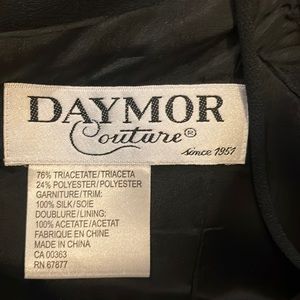 DAYMOR
Couture®
since 1951
76% TRIACETATE/TRIACETA
24% POLYESTER/POLYESTER
GARNITURE/TRIM:
100% SILK/SOIE
DOUBLURE/LINING:
100% ACETATE/ACETAT
FABRIQUE EN CHINE
MADE IN CHINA
CA 00363
RN 67877